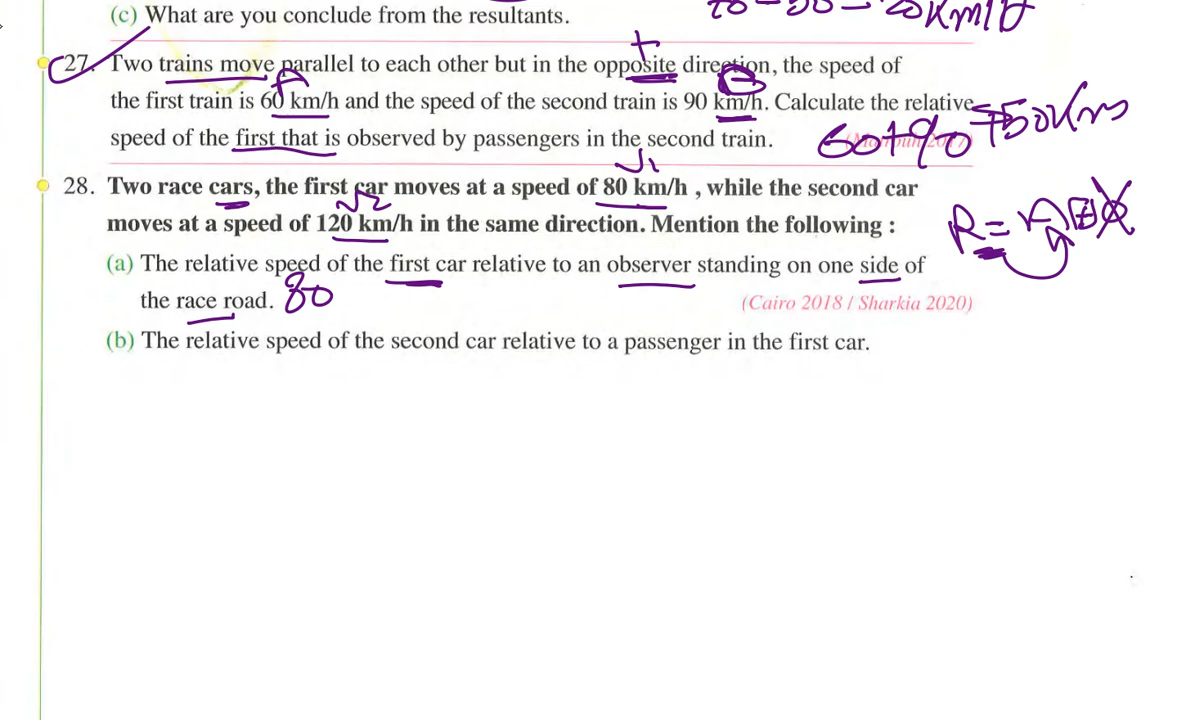 (c) What are you conclude from the resultants.
27. Two trains move parallel to each other but in the opposite direction, the speed of
the first train is 60 km/h and the speed of the second train is 90 km/h. Calculate the relative
speed of the first that is observed by passengers in the second train.
60+90
28. Two race cars, the first car moves at a speed of 80 km/h , while the second car
moves at a speed of 120 km/h in the same direction. Mention the following :
(a) The relative speed of the first car relative to an observer standing on one side of
the race road. 80 (Cairo 2018 / Sharkia 2020)
(b) The relative speed of the second car relative to a passenger in the first car.